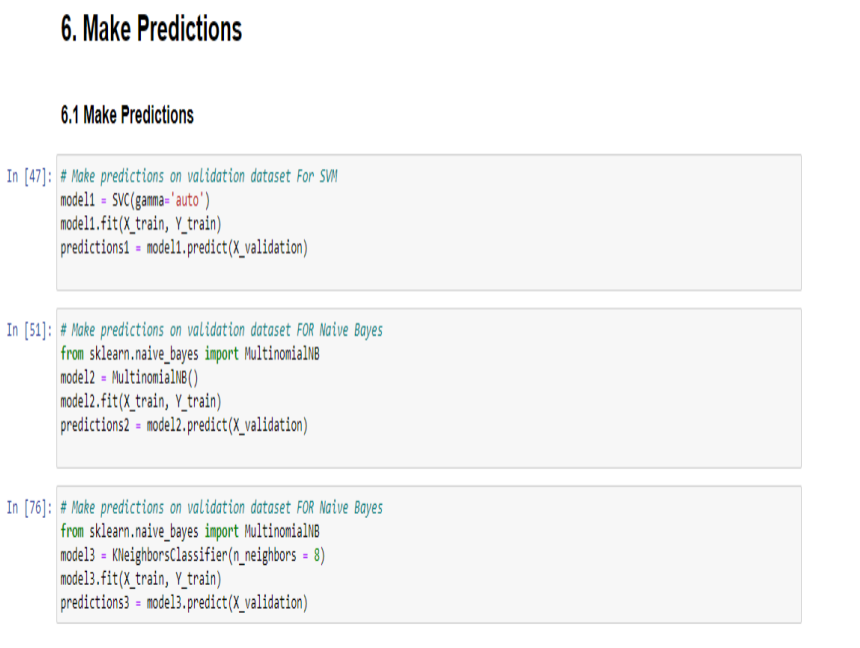 6. Make Predictions
6.1 Make Predictions
In [47]: # Make predictions on validation dataset For SVM
model1 = SVC(gamma='auto')
model1.fit(X_train, Y_train)
predictions1 = model1.predict(X_validation)
In [51]: # Make predictions on validation dataset FOR Naive Bayes
from sklearn.naive_bayes import MultinomialNB
model2 = MultinomialNB()
model2.fit(X_train, Y_train)
predictions2 = model2.predict(X_validation)
In [76]: # Make predictions on validation dataset FOR Naive Bayes
from sklearn.naive_bayes import MultinomialNB
model3 = KNeighborsClassifier(n_neighbors = 8)
model3.fit(X_train, Y_train)
predictions3 = model3.predict(X_validation)